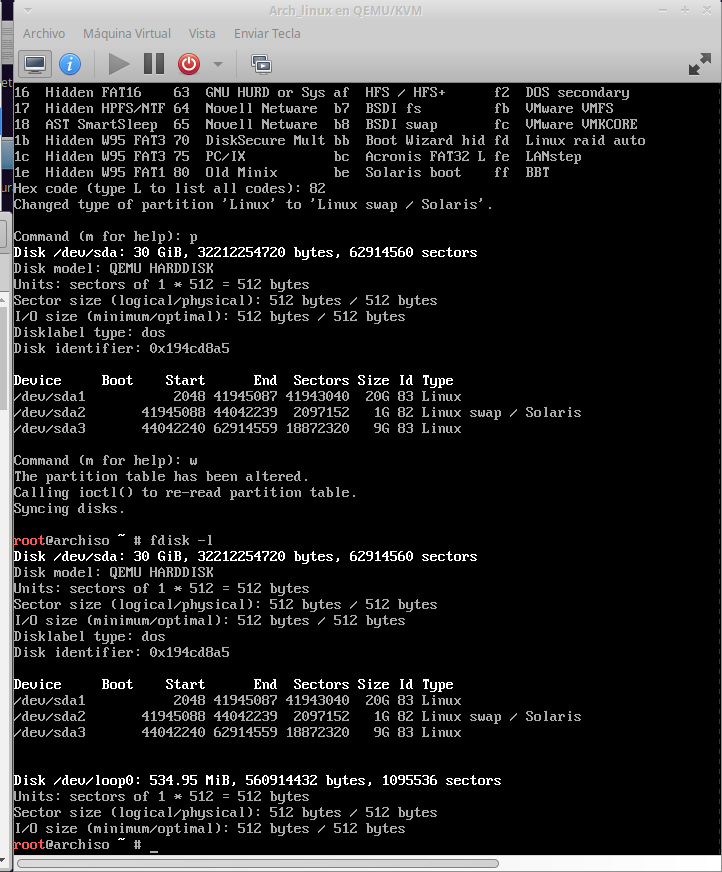 Arch_linux en QEMU/KVM
Archivo Máquina Virtual Vista Enviar Tecla
16 Hidden FAT16 63 GNU HURD or Sys af HFS / HFS+ f2 DOS secondary
17 Hidden HPFS/NTF 64 Novell Netware b7 BSDI fs fb VMware VMFS
18 AST SmartSleep 65 Novell Netware b8 BSDI swap fc VMware VMKCORE
1b Hidden W95 FAT3 70 DiskSecure Mult bb Boot Wizard hid fd Linux raid auto
1c Hidden W95 FAT3 75 PC/IX bc Acronis FAT32 L fe LANstep
1e Hidden W95 FAT1 80 Old Minix be Solaris boot ff BBT
Hex code (type L to list all codes): 82
Changed type of partition 'Linux' to 'Linux swap / Solaris'.
Command (m for help): p
Disk /dev/sda: 30 GiB, 32212254720 bytes, 62914560 sectors
Disk model: QEMU HARDDISK
Units: sectors of 1 * 512 = 512 bytes
Sector size (logical/physical): 512 bytes / 512 bytes
I/O size (minimum/optimal): 512 bytes / 512 bytes
Disklabel type: dos
Disk identifier: 0x194cd8a5
Device Boot Start End Sectors Size Id Type
/dev/sda1 2048 41945087 41943040 20G 83 Linux
/dev/sda2 41945088 44042239 2097152 1G 82 Linux swap / Solaris
/dev/sda3 44042240 62914559 18872320 9G 83 Linux
Command (m for help): w
The partition table has been altered.
Calling ioctl() to re-read partition table.
Syncing disks.
root@archiso ~ # fdisk -l
Disk /dev/sda: 30 GiB, 32212254720 bytes, 62914560 sectors
Disk model: QEMU HARDDISK
Units: sectors of 1 * 512 = 512 bytes
Sector size (logical/physical): 512 bytes / 512 bytes
I/O size (minimum/optimal): 512 bytes / 512 bytes
Disklabel type: dos
Disk identifier: 0x194cd8a5
Device Boot Start End Sectors Size Id Type
/dev/sda1 2048 41945087 41943040 20G 83 Linux
/dev/sda2 41945088 44042239 2097152 1G 82 Linux swap / Solaris
/dev/sda3 44042240 62914559 18872320 9G 83 Linux
Disk /dev/loop0: 534.95 MiB, 560914432 bytes, 1095536 sectors
Units: sectors of 1 * 512 = 512 bytes
Sector size (logical/physical): 512 bytes / 512 bytes
I/O size (minimum/optimal): 512 bytes / 512 bytes
root@archiso ~ # _